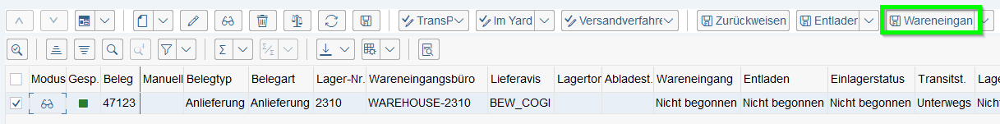 TransP Im Yard Versandverfahre Zurückweisen Entlader Wareneingan
Modus Gesp. Beleg Manuell Belegtyp Belegart Lager-Nr. Wareneingangsbüro Lieferavis Lagertor Abladest. Wareneingang Entladen Einlagerstatus Transitst. Lage
47123 Anlieferung Anlieferung 2310 WAREHOUSE-2310 BEW_COGI Nicht begonnen Nicht begonnen Nicht begonnen Unterwegs Nicht